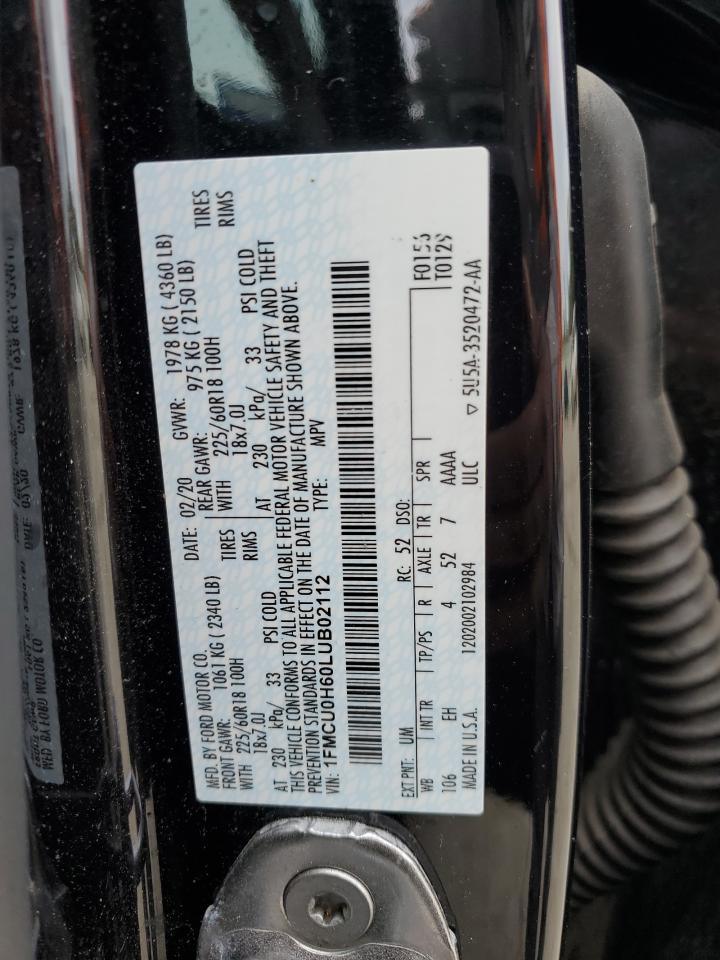 MFD. BY FORD MOTOR CO.
DATE: 02/20 GVWR: 1978 KG ( 4360 LB)
FRONT GAWR: 1061 KG ( 2340 LB) REAR GAWR: 975 KG ( 2150 LB)
WITH 225/60R18 100H TIRES WITH 225/60R18 100H TIRES
18x7.0J RIMS 18x7.0J RIMS
AT 230 kPa/ 33 PSI COLD AT 230 kPa/ 33 PSI COLD
THIS VEHICLE CONFORMS TO ALL APPLICABLE FEDERAL MOTOR VEHICLE SAFETY AND THEFT
PREVENTION STANDARDS IN EFFECT ON THE DATE OF MANUFACTURE SHOWN ABOVE.
VIN: 1FMCU0H60LUB02112 TYPE: MPV
F0153
EXT PNT: UM RC: 52 DSO: T0129
WB INT TR TP/PS R AXLE TR SPR
106 EH 4 52 7 AAAA
ULC
MADE IN U.S.A. 1202002102984 ▽ 5U5A-3520472-AA